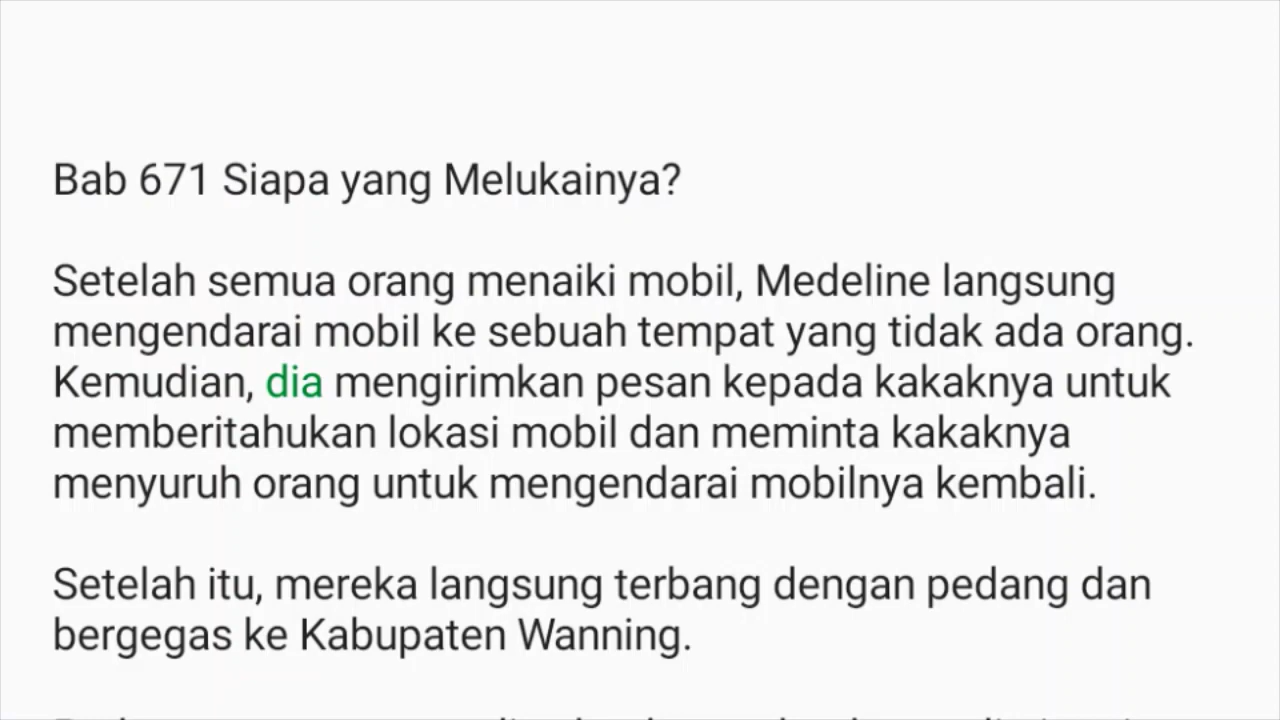 Bab 671 Siapa yang Melukainya?
Setelah semua orang menaiki mobil, Medeline langsung
mengendarai mobil ke sebuah tempat yang tidak ada orang.
Kemudian, dia mengirimkan pesan kepada kakaknya untuk
memberitahukan lokasi mobil dan meminta kakaknya
menyuruh orang untuk mengendarai mobilnya kembali.
Setelah itu, mereka langsung terbang dengan pedang dan
bergegas ke Kabupaten Wanning.